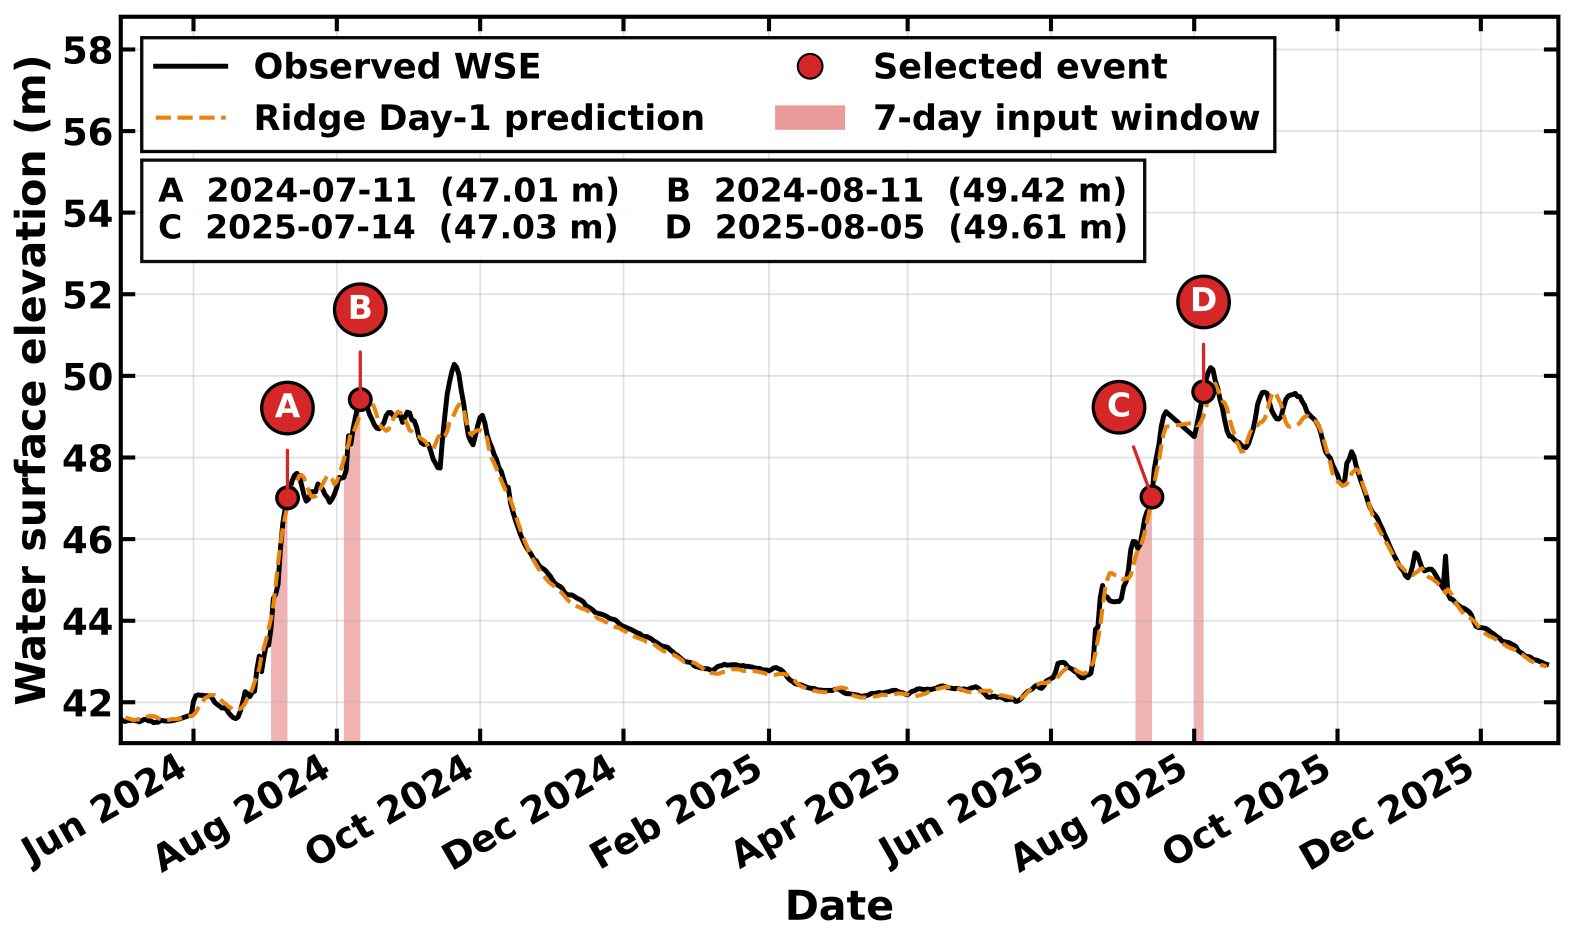 Water surface elevation (m)
58
56
54
52
50
48
46
44
42
Observed WSE
Ridge Day-1 prediction
Selected event
7-day input window
A 2024-07-11 (47.01 m) B 2024-08-11 (49.42 m)
C 2025-07-14 (47.03 m) D 2025-08-05 (49.61 m)
A
B
C
D
Jun 2024
Aug 2024
Oct 2024
Dec 2024
Feb 2025
Apr 2025
Jun 2025
Aug 2025
Oct 2025
Dec 2025
Date